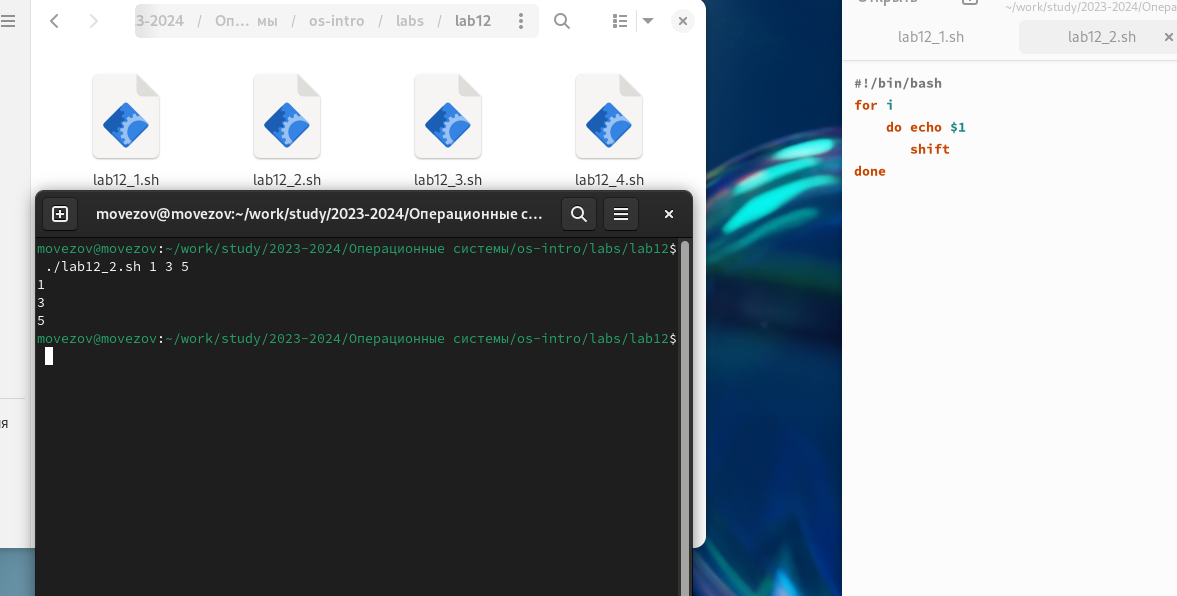 3-2024 / Оп… мы / os-intro / labs / lab12
lab12_1.sh
lab12_2.sh
lab12_3.sh
lab12_4.sh
movezov@movezov:~/work/study/2023-2024/Операционные с...
movezov@movezov:~/work/study/2023-2024/Операционные системы/os-intro/labs/lab12$
./lab12_2.sh 1 3 5
1
3
5
movezov@movezov:~/work/study/2023-2024/Операционные системы/os-intro/labs/lab12$
я
Открыть
~/work/study/2023-2024/Опера
lab12_1.sh
lab12_2.sh
#!/bin/bash
for i
do echo $1
shift
done